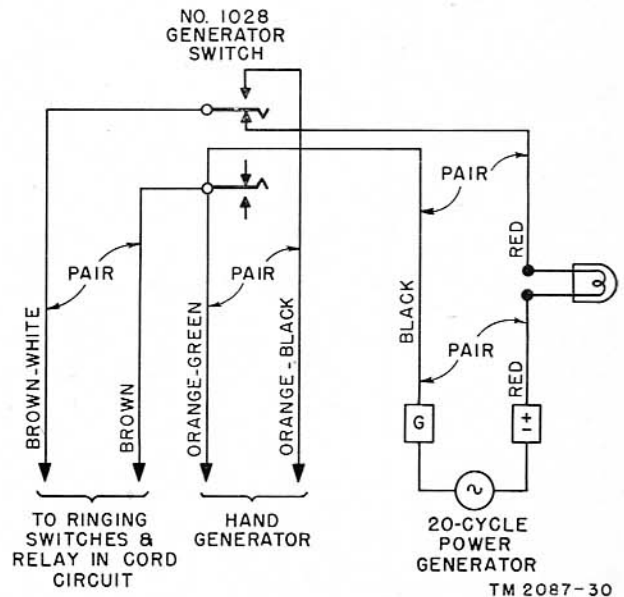 NO. 1028
GENERATOR
SWITCH
PAIR
RED
PAIR
PAIR
BLACK
PAIR
RED
BROWN-WHITE
BROWN
ORANGE-GREEN
ORANGE-BLACK
G
+
-
TO RINGING
SWITCHES &
RELAY IN CORD
CIRCUIT
HAND
GENERATOR
20-CYCLE
POWER
GENERATOR
TM 2087-30